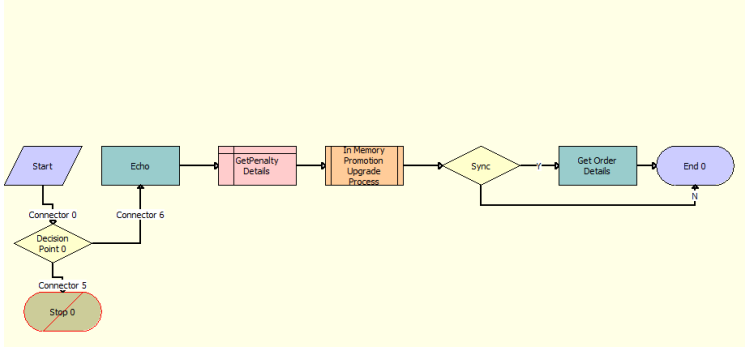 Start
Connector 0
Decision
Point 0
Connector 5
Stop 0
Connector 6
Echo
GetPenalty
Details
In Memory
Promotion
Upgrade
Process
Sync
Y
Get Order
Details
End 0
N